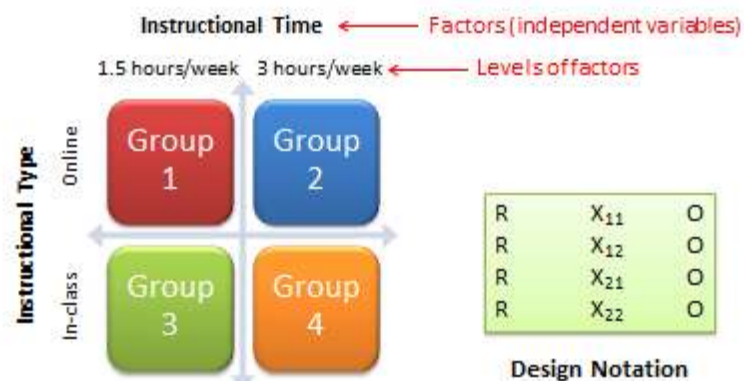 Instructional Time
Factors (independent variables)
1.5 hours/week
3 hours/week
Levels of factors
Instructional Type
Online
In-class
Group
1
Group
2
Group
3
Group
4
R X11 O
R X12 O
R X21 O
R X22 O
Design Notation